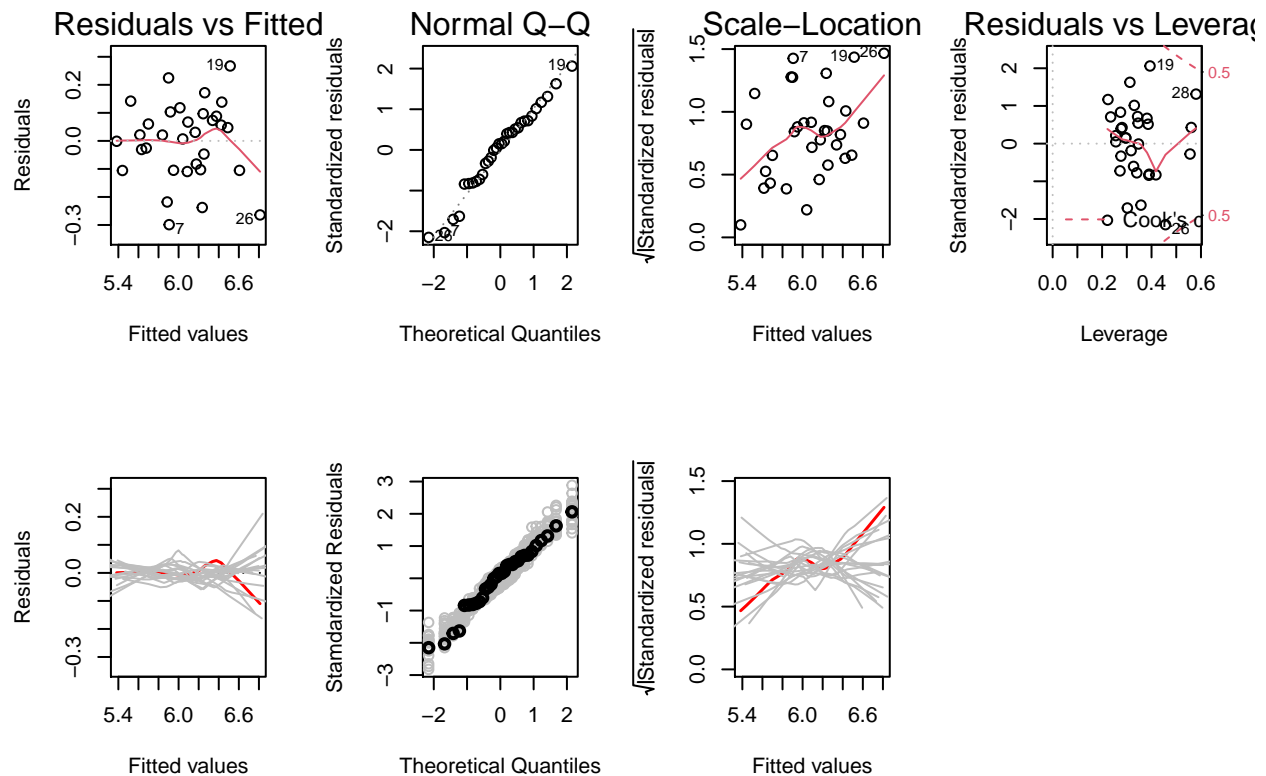 Residuals vs Fitted
Residuals
0.2
0.0
−0.3
5.4 6.0 6.6
Fitted values
19
7
26
Normal Q−Q
Standardized residuals
2
0
−2
−2 0 1 2
Theoretical Quantiles
19
7
26
Scale−Location
√|Standardized residuals|
1.5
1.0
0.5
0.0
5.4 6.0 6.6
Fitted values
26
19
7
Residuals vs Leverag
Standardized residuals
2
1
0
−2
0.0 0.2 0.4 0.6
Leverage
19
28
26
Cook's
0.5
0.5
Residuals
0.2
0.0
−0.3
5.4 6.0 6.6
Fitted values
Stamdardized Residuals
3
1
−1
−3
−2 0 1 2
Theoretical Quantiles
√|Standardized residuals|
1.5
1.0
0.5
0.0
5.4 6.0 6.6
Fitted values